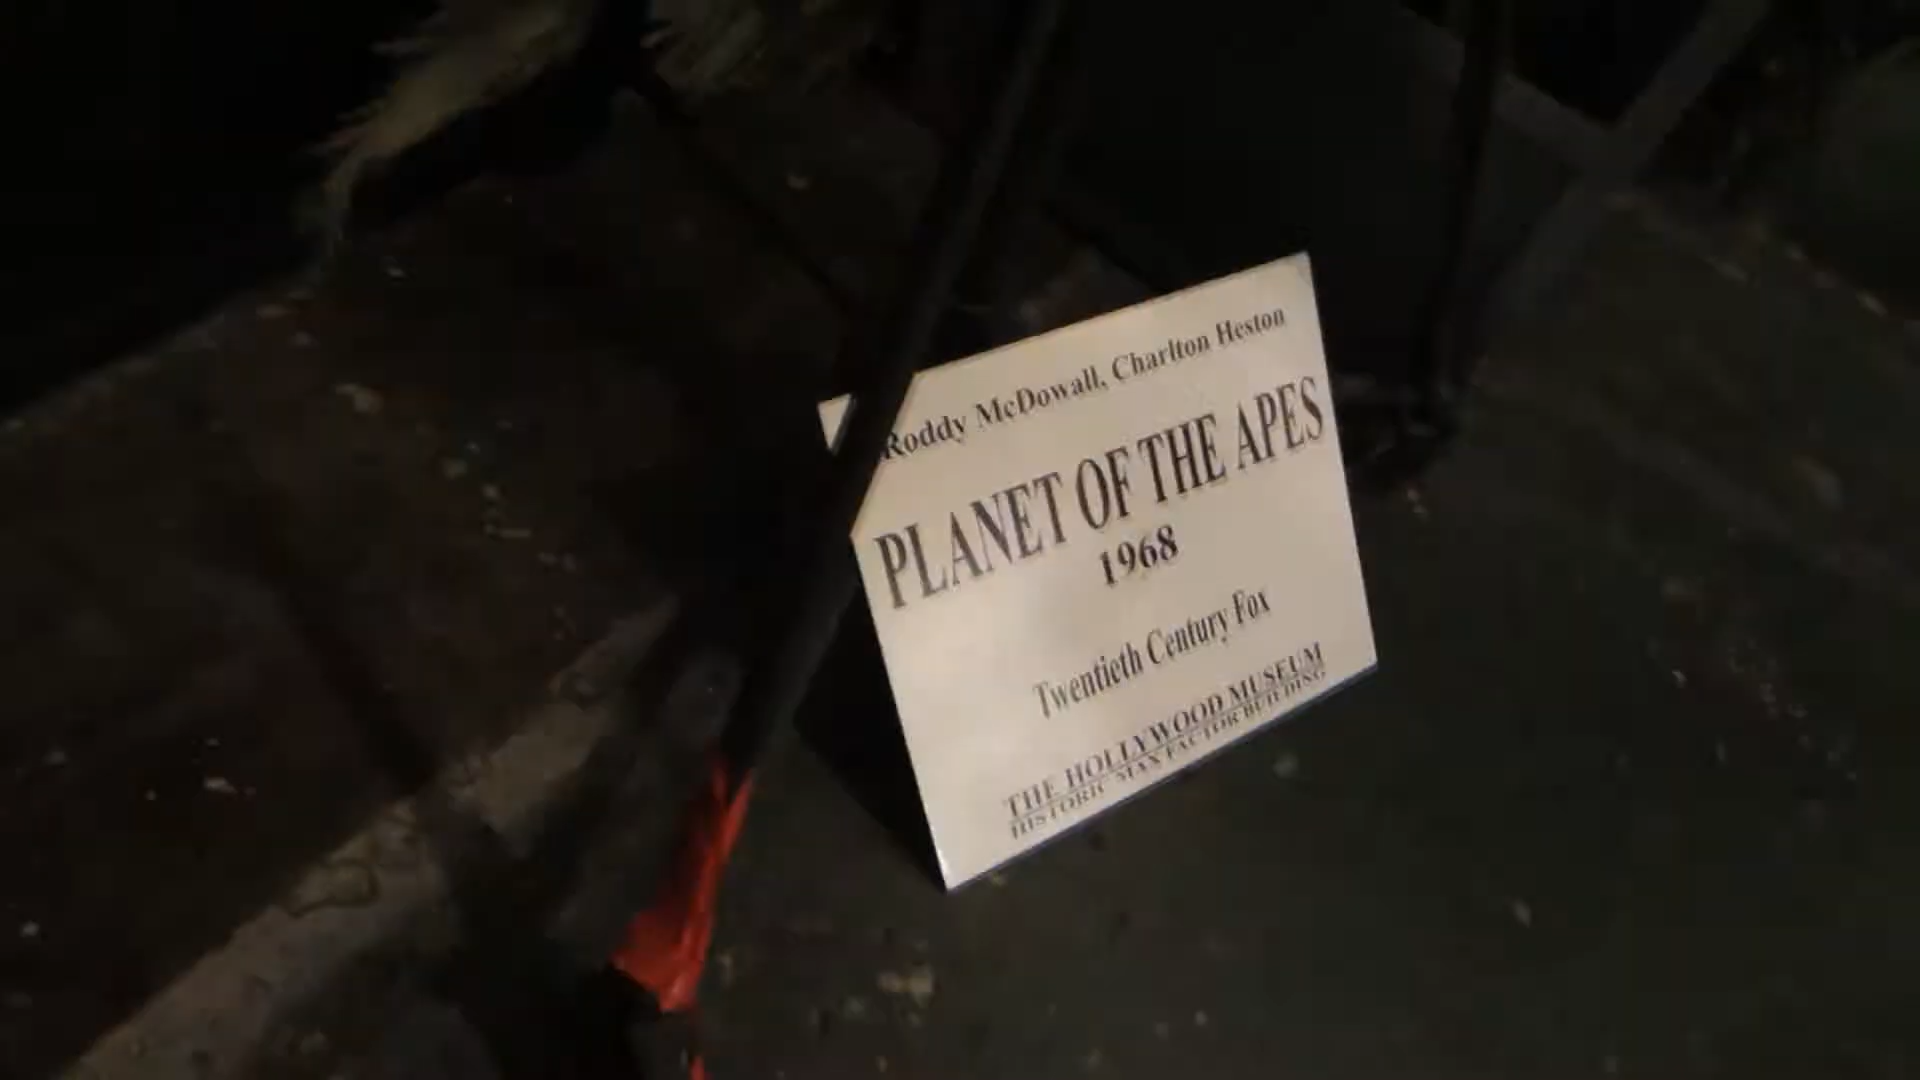 Roddy McDowall, Charlton Heston
PLANET OF THE APES
1968
Twentieth Century Fox
THE HOLLYWOOD MUSEUM
HISTORIC MAX FACTOR BUILDING